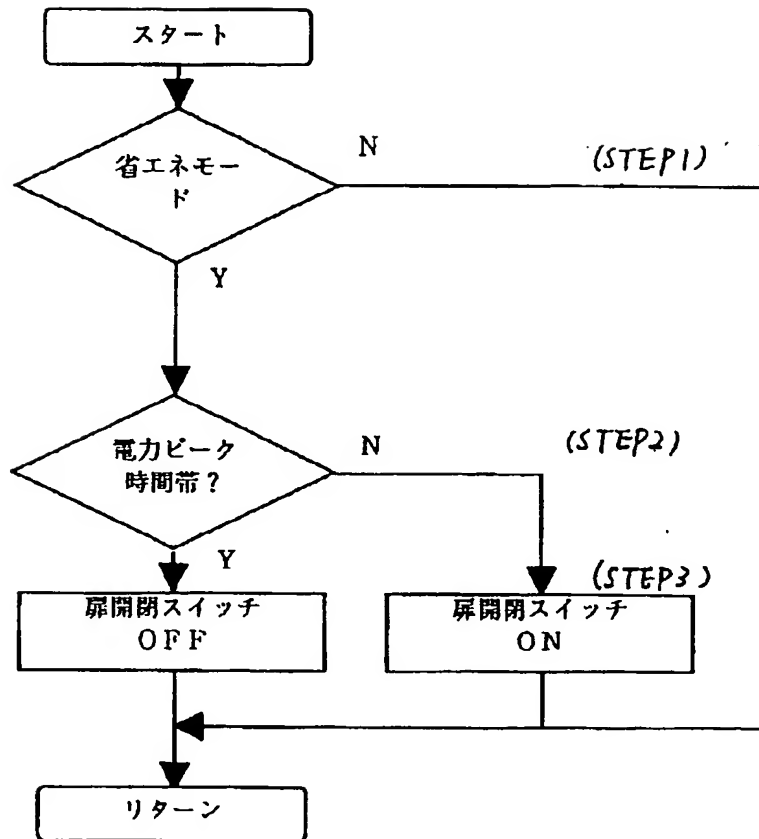 スタート
省エネモー
ド
N
(STEP1)
Y
電力ピーク
時間帯？
N
(STEP2)
Y
(STEP3)
扉開閉スイッチ
OFF
扉開閉スイッチ
ON
リターン